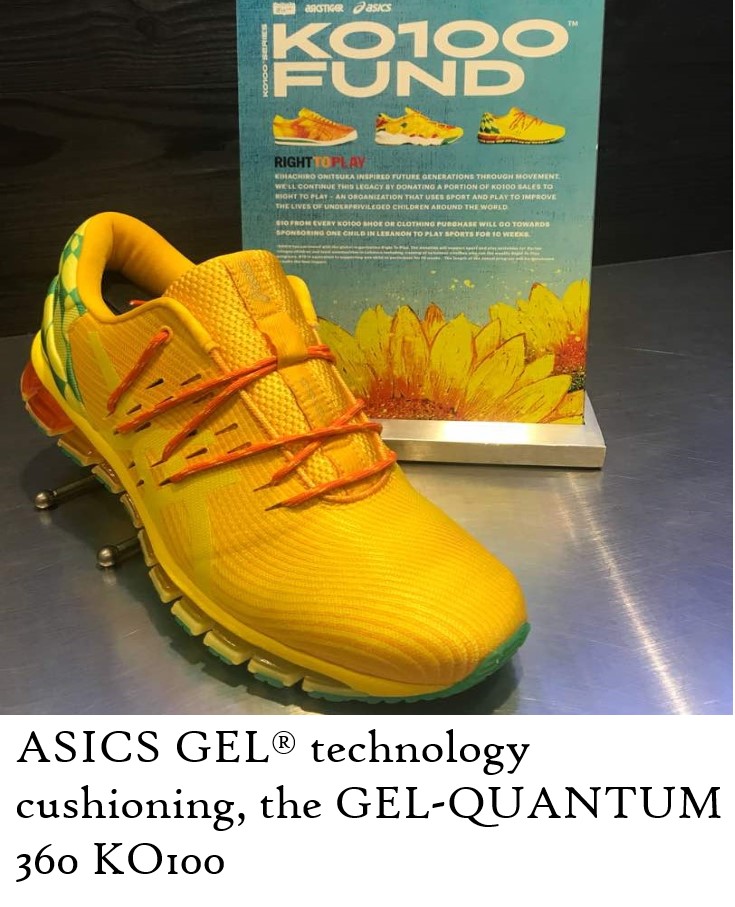 ASICSTIGER asics
KO100 SERIES
KO100™
FUND
RIGHT TO PLAY
KIHACHIRO ONITSUKA INSPIRED FUTURE GENERATIONS THROUGH MOVEMENT.
WE'LL CONTINUE THIS LEGACY BY DONATING A PORTION OF KO100 SALES TO
RIGHT TO PLAY - AN ORGANIZATION THAT USES SPORT AND PLAY TO IMPROVE
THE LIVES OF UNDERPRIVILEGED CHILDREN AROUND THE WORLD.
$10 FROM EVERY KO100 SHOE OR CLOTHING PURCHASE WILL GO TOWARDS
SPONSORING ONE CHILD IN LEBANON TO PLAY SPORTS FOR 10 WEEKS.
ASICS GEL® technology
cushioning, the GEL-QUANTUM
360 KO100